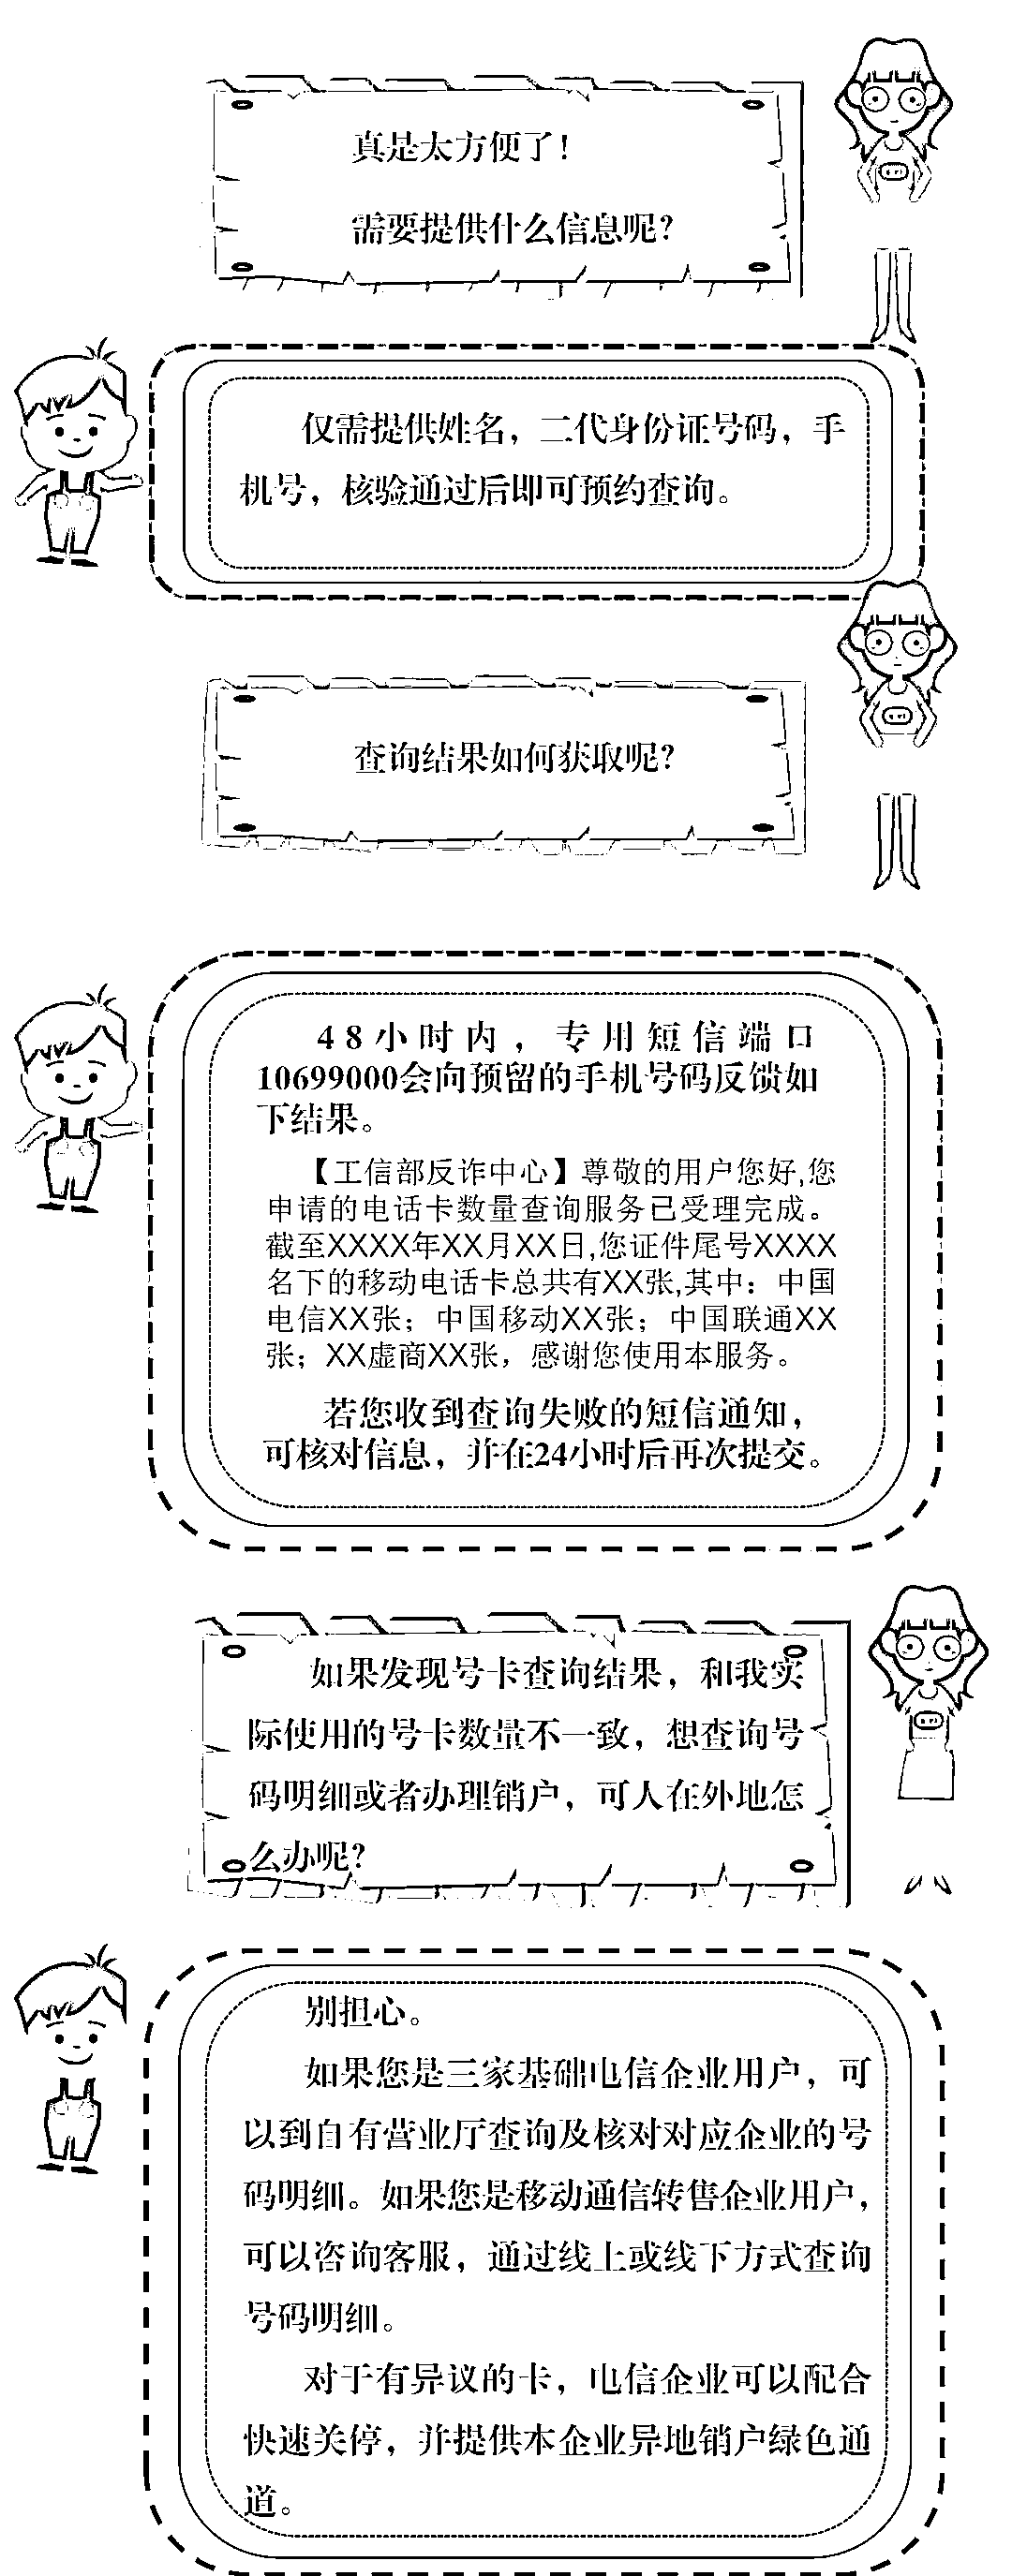 真是太方便了！
需要提供什么信息呢？
仅需提供姓名，二代身份证号码，手
机号，核验通过后即可预约查询。
查询结果如何获取呢？
48小时内，专用短信端口
10699000会向预留的手机号码反馈如
下结果。
【工信部反诈中心】尊敬的用户您好,您
申请的电话卡数量查询服务已受理完成。
截至XXXX年XX月XX日,您证件尾号XXXX
名下的移动电话卡总共有XX张,其中：中国
电信XX张；中国移动XX张；中国联通XX
张；XX虚商XX张，感谢您使用本服务。
若您收到查询失败的短信通知，
可核对信息，并在24小时后再次提交。
如果发现号卡查询结果，和我实
际使用的号卡数量不一致，想查询号
码明细或者办理销户，可人在外地怎
么办呢？
别担心。
如果您是三家基础电信企业用户，可
以到自有营业厅查询及核对对应企业的号
码明细。如果您是移动通信转售企业用户，
可以咨询客服，通过线上或线下方式查询
号码明细。
对于有异议的卡，电信企业可以配合
快速关停，并提供本企业异地销户绿色通
道。